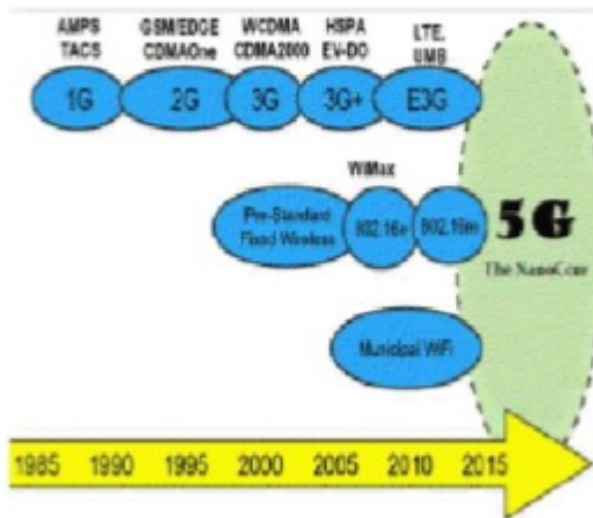 AMPS
TACS
GSM/EDGE
CDMAOne
WCDMA
CDMA2000
HSPA
EV-DO
LTE,
UMB
1G
2G
3G
3G+
E3G
WiMax
Pre-Standard
Fixed Wireless
802.16e
802.16m
5G
The NanoCore
Municipal WiFi
1985 1990 1995 2000 2005 2010 2015